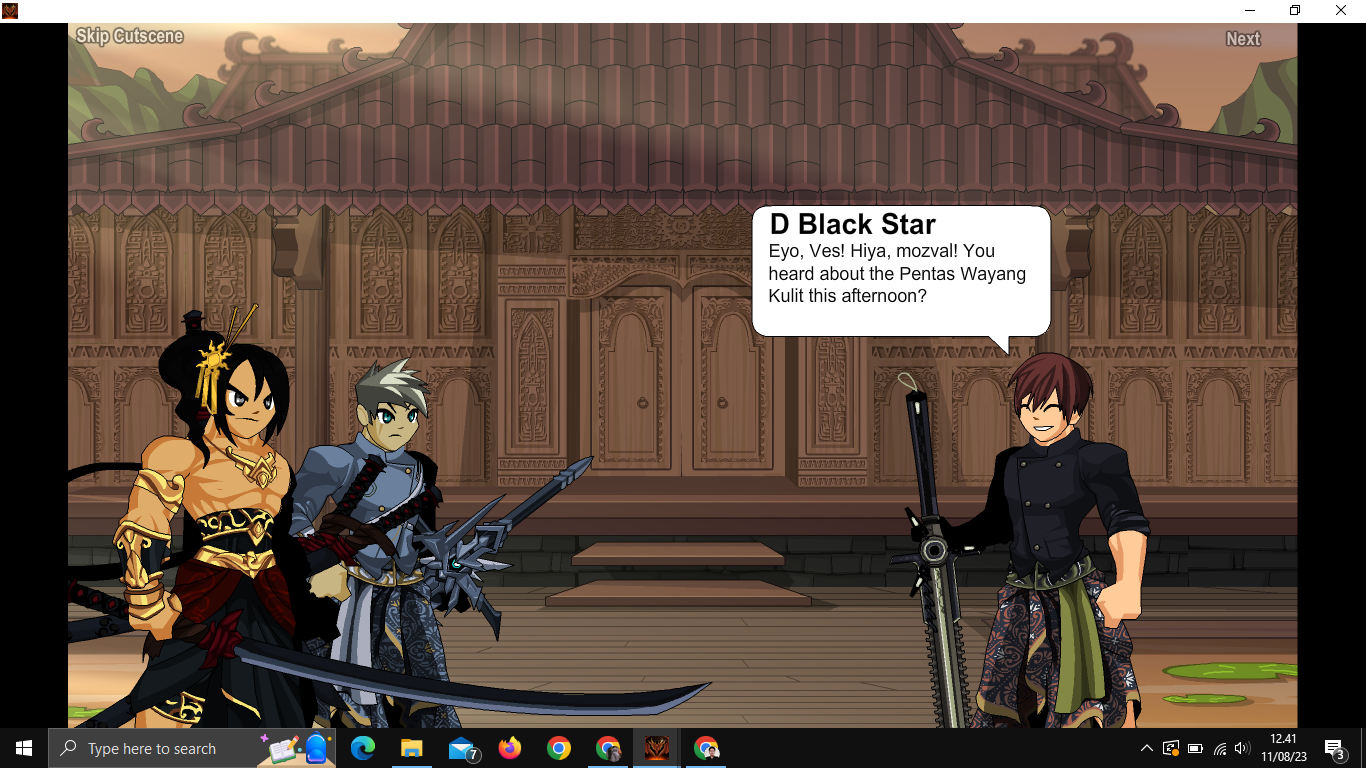 Skip Cutscene
Next
D Black Star
Eyo, Ves! Hiya, mozval! You
heard about the Pentas Wayang
Kulit this afternoon?
Type here to search
7
12.41
11/08/23
3